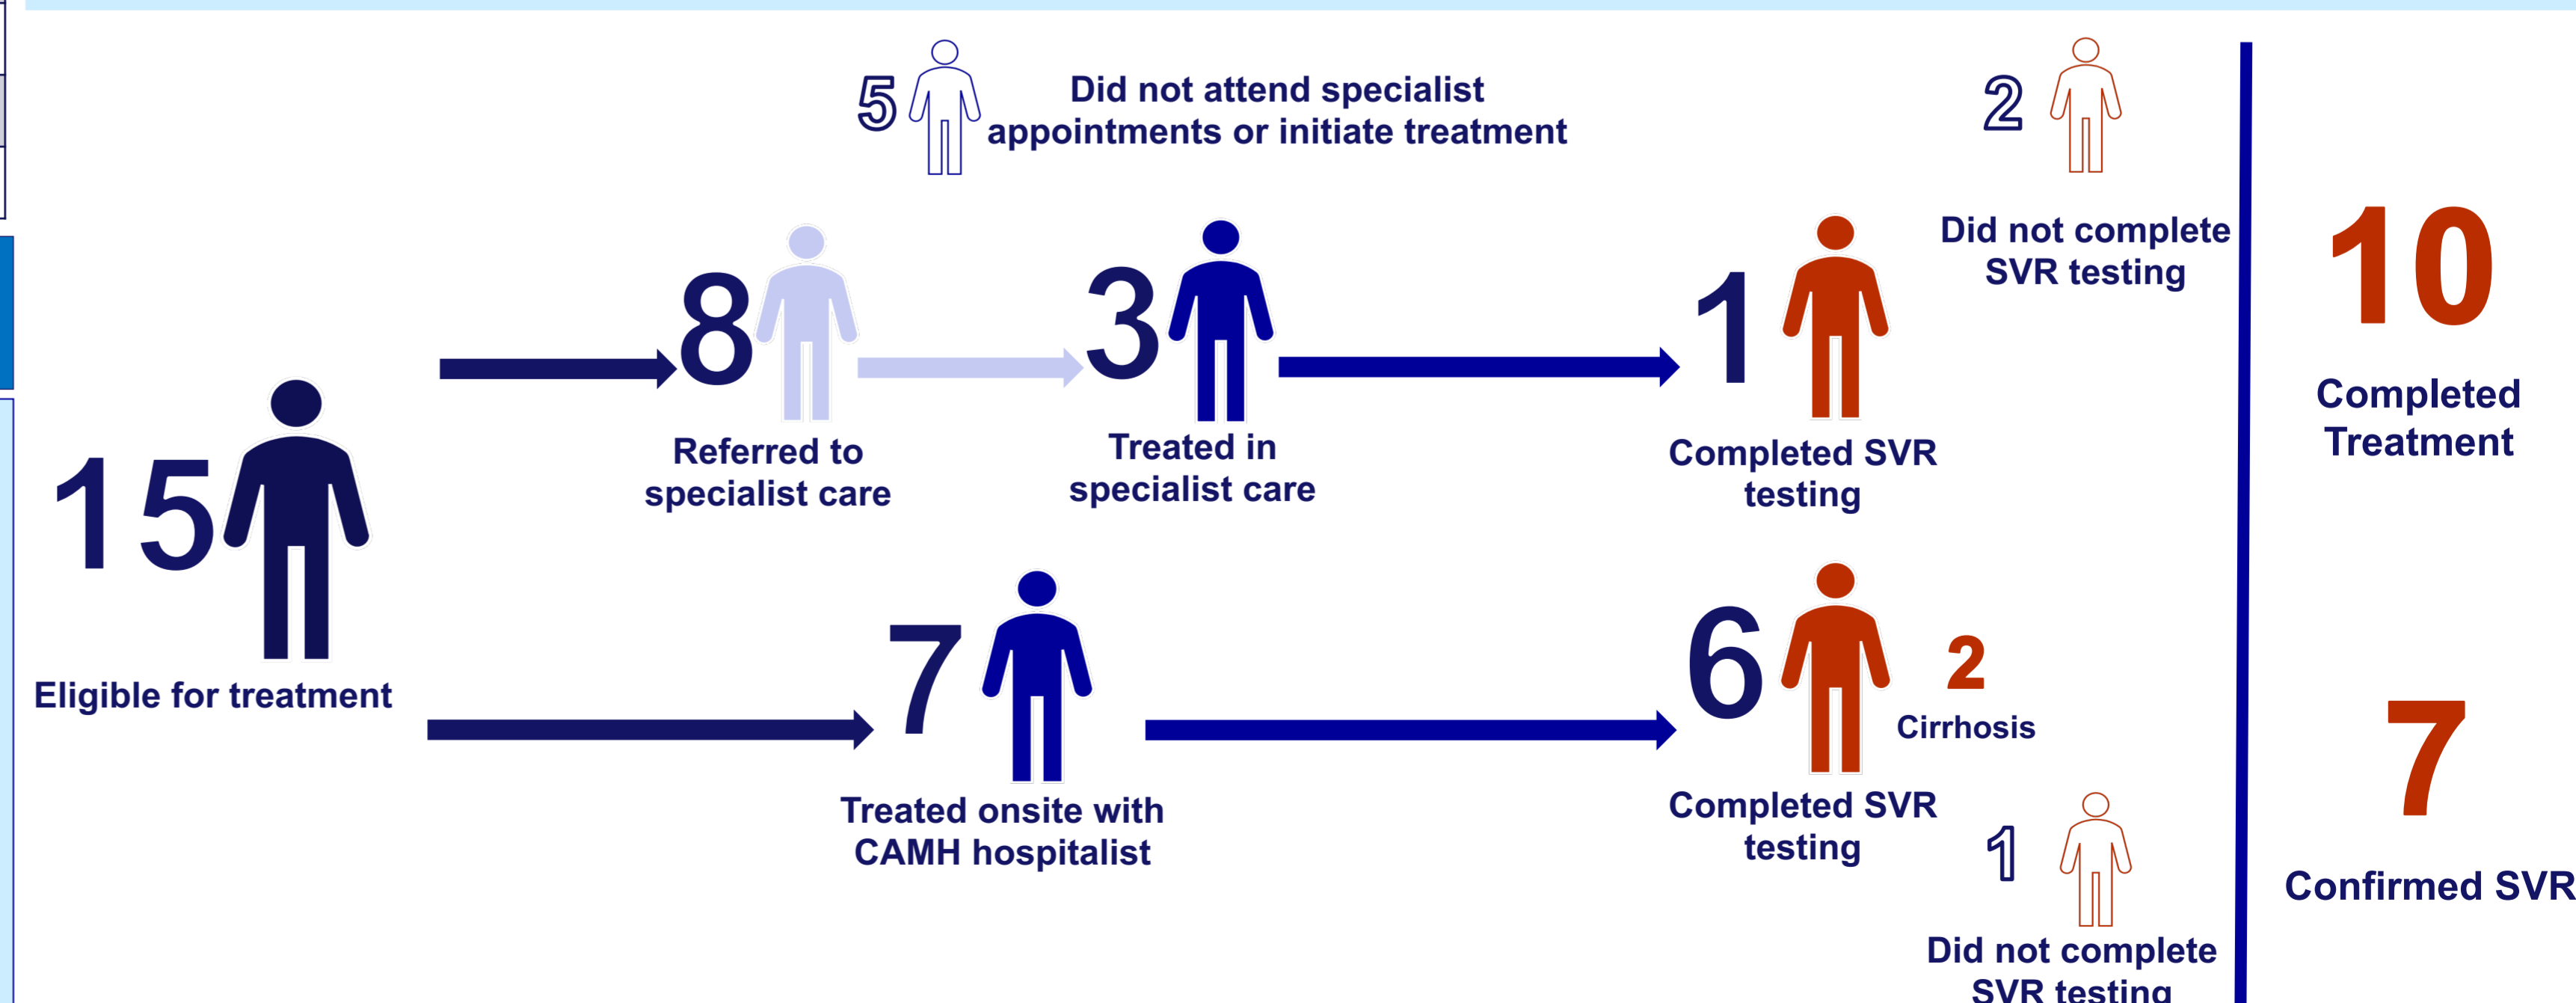 5
Did not attend specialist
appointments or initiate treatment
2
Did not complete
SVR testing
15
Eligible for treatment
8
Referred to
specialist care
3
Treated in
specialist care
1
Completed SVR
testing
7
Treated onsite with
CAMH hospitalist
6
Completed SVR
testing
2
Cirrhosis
1
Did not complete
SVR testing
10
Completed
Treatment
7
Confirmed SVR